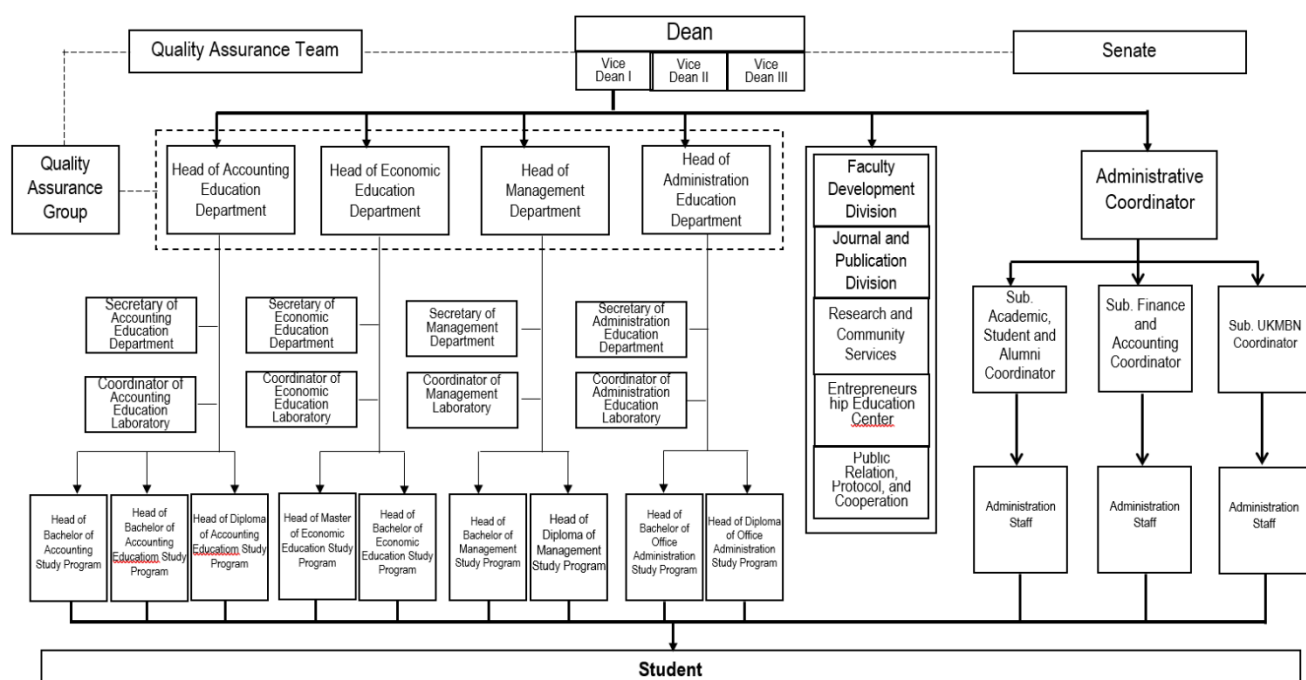 Dean
Quality Assurance Team
Senate
Vice
Dean I
Vice
Dean II
Vice
Dean III
Quality
Assurance
Group
Head of Accounting
Education
Department
Head of Economic
Education
Department
Head of
Management
Department
Head of
Administration
Education
Department
Faculty
Development
Division
Journal and
Publication
Division
Research and
Community
Services
Entrepreneurs
hip Education
Center
Public
Relation,
Protocol, and
Cooperation
Administrative
Coordinator
Secretary of
Accounting
Education
Department
Secretary of
Economic
Education
Department
Secretary of
Management
Department
Secretary of
Administration
Education
Department
Sub.
Academic,
Student and
Alumni
Coordinator
Sub. Finance
and
Accounting
Coordinator
Sub. UKMBN
Coordinator
Coordinator of
Accounting
Education
Laboratory
Coordinator of
Economic
Education
Laboratory
Coordinator of
Management
Laboratory
Coordinator of
Administration
Education
Laboratory
Head of
Bachelor of
Accounting
Study Program
Head of
Bachelor of
Accounting
Educatiom Study
Program
Head of Diploma
of Accounting
Educatiom Study
Program
Head of Master
of Economic
Education Study
Program
Head of
Bachelor of
Economic
Education Study
Program
Head of
Bachelor of
Management
Study Program
Head of
Diploma of
Management
Study Program
Head of
Bachelor of
Office
Administration
Study Program
Head of Diploma
of Office
Administration
Study Program
Administration
Staff
Administration
Staff
Administration
Staff
Student